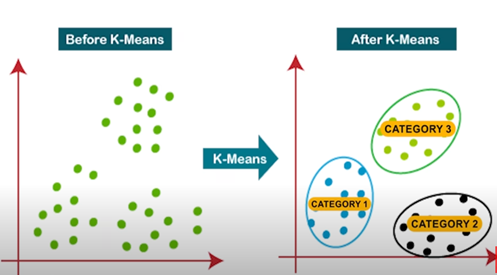 Before K-Means
After K-Means
K-Means
CATEGORY 3
CATEGORY 1
CATEGORY 2